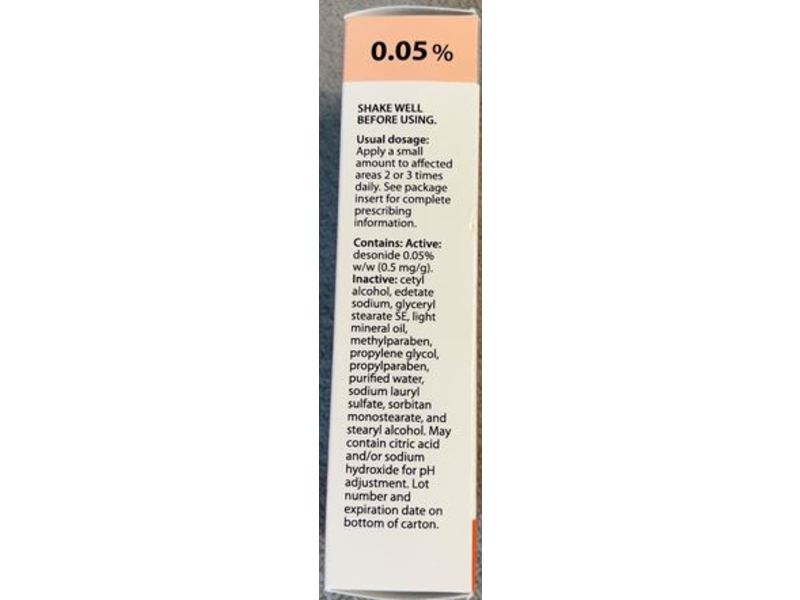 0.05 %
SHAKE WELL
BEFORE USING.
Usual dosage:
Apply a small
amount to affected
areas 2 or 3 times
daily. See package
insert for complete
prescribing
information.
Contains: Active:
desonide 0.05%
w/w (0.5 mg/g).
Inactive: cetyl
alcohol, edetate
sodium, glyceryl
stearate SE, light
mineral oil,
methylparaben,
propylene glycol,
propylparaben,
purified water,
sodium lauryl
sulfate, sorbitan
monostearate, and
stearyl alcohol. May
contain citric acid
and/or sodium
hydroxide for pH
adjustment. Lot
number and
expiration date on
bottom of carton.